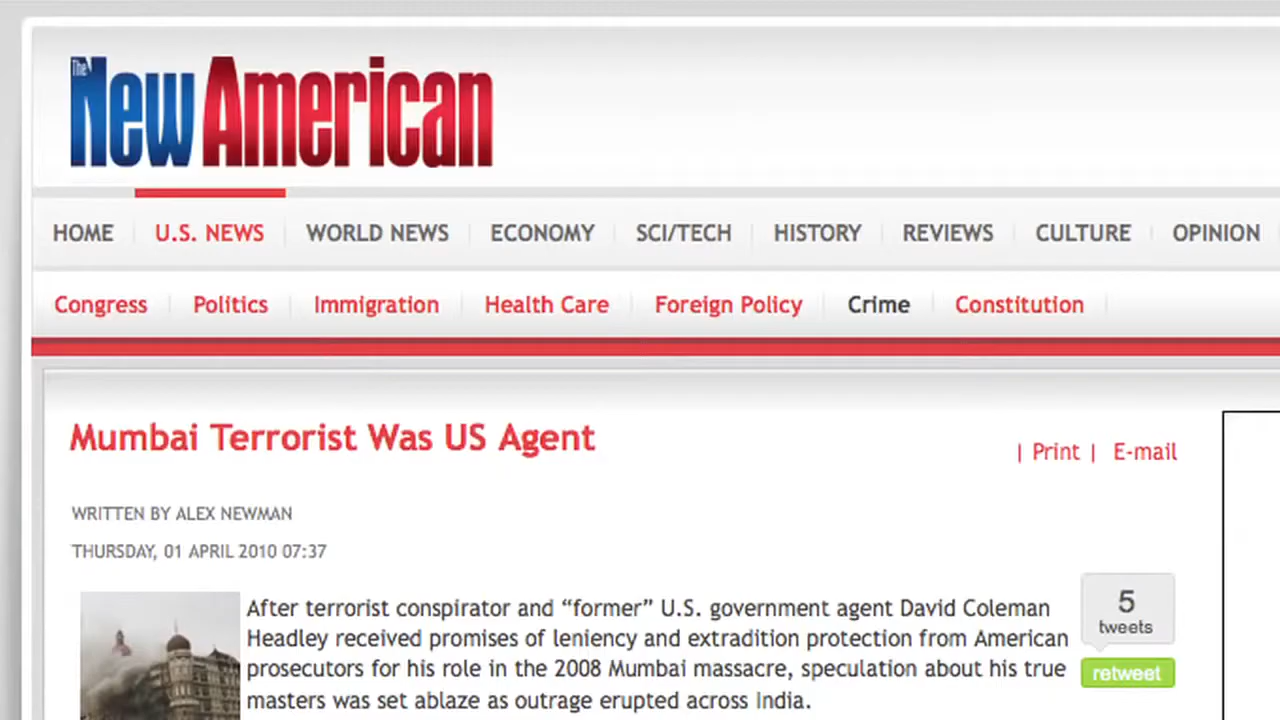 The New American
HOME U.S. NEWS WORLD NEWS ECONOMY SCI/TECH HISTORY REVIEWS CULTURE OPINION
Congress Politics Immigration Health Care Foreign Policy Crime Constitution
Mumbai Terrorist Was US Agent
| Print | E-mail
WRITTEN BY ALEX NEWMAN
THURSDAY, 01 APRIL 2010 07:37
After terrorist conspirator and “former” U.S. government agent David Coleman
Headley received promises of leniency and extradition protection from American
prosecutors for his role in the 2008 Mumbai massacre, speculation about his true
masters was set ablaze as outrage erupted across India.
5
tweets
retweet